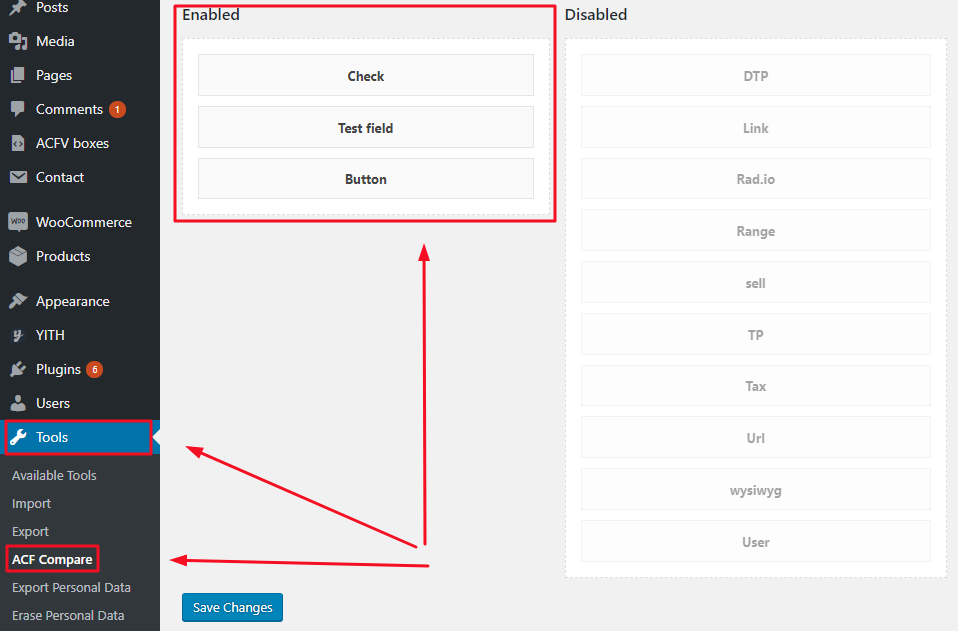 Posts
Media
Pages
Comments 1
ACFV boxes
Contact
WOO WooCommerce
Products
Appearance
YITH
Plugins 6
Users
Tools
Available Tools
Import
Export
ACF Compare
Export Personal Data
Erase Personal Data
Enabled
Check
Test field
Button
Disabled
DTP
Link
Rad.io
Range
sell
TP
Tax
Url
wysiwyg
User
Save Changes